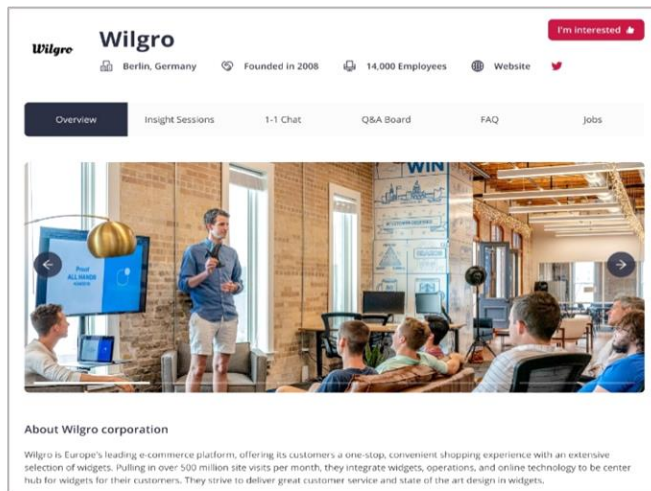 Wilgro
Wilgro
I'm interested
Berlin, Germany
Founded in 2008
14,000 Employees
Website
Overview
Insight Sessions
1-1 Chat
Q&A Board
FAQ
Jobs
WIN
Proof
ALL HANDS
About Wilgro corporation
Wilgro is Europe's leading e-commerce platform, offering its customers a one-stop, convenient shopping experience with an extensive
selection of widgets. Pulling in over 500 million site visits per month, they integrate widgets, operations, and online technology to be center
hub for widgets for their customers. They strive to deliver great customer service and state of the art design in widgets.